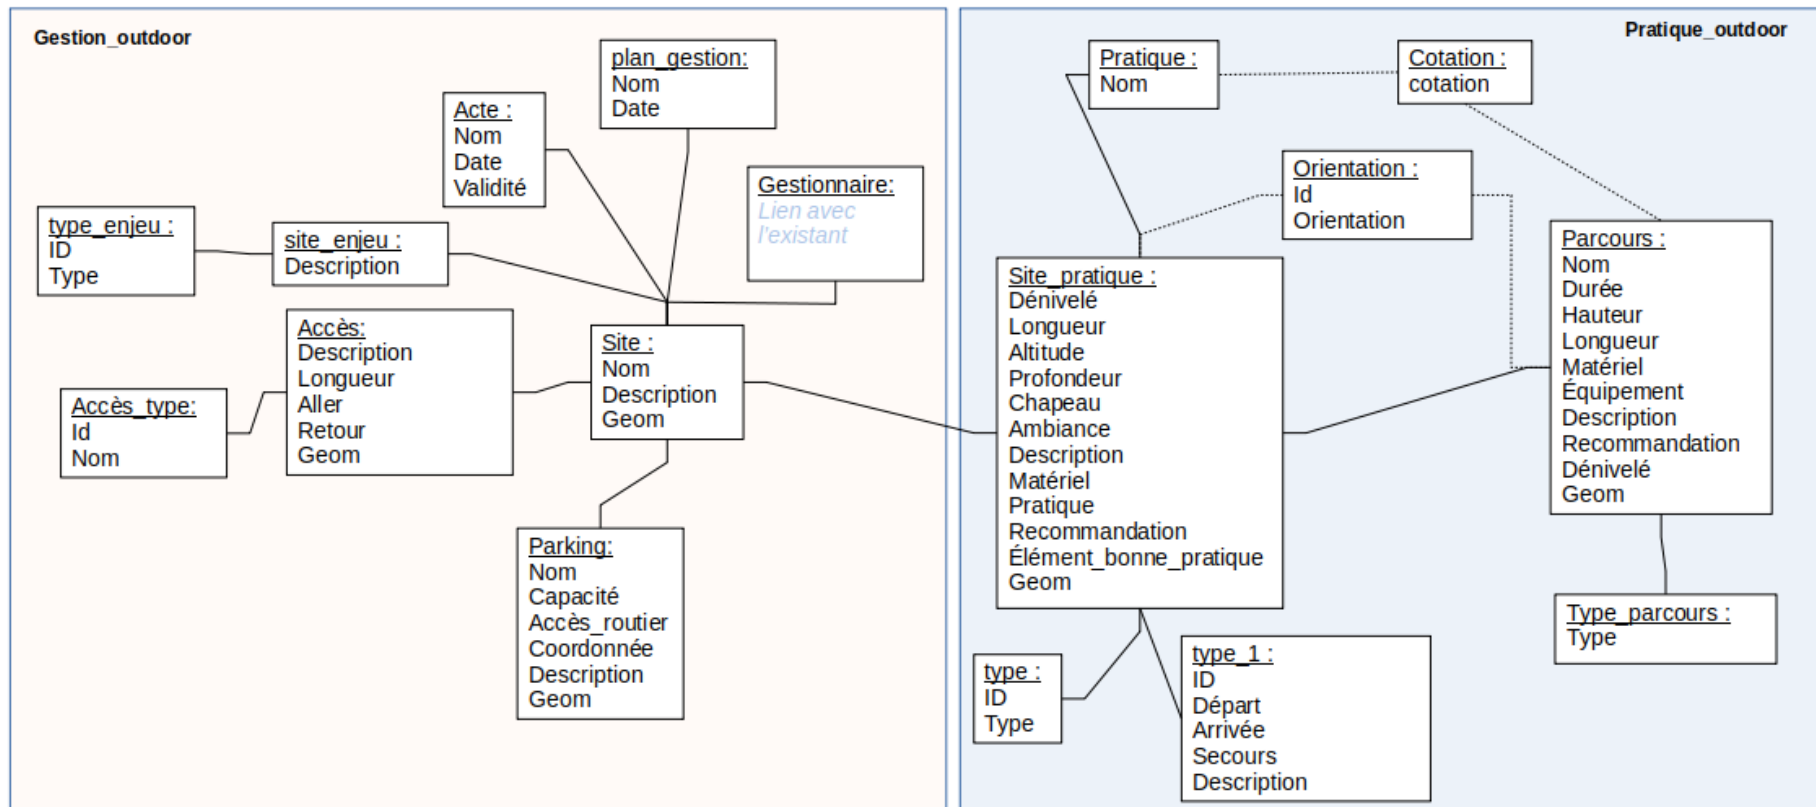 Gestion_outdoor
plan_gestion:
Nom
Date
Acte :
Nom
Date
Validité
Gestionnaire:
Lien avec
l'existant
type_enjeu :
ID
Type
site_enjeu :
Description
Accès:
Description
Longueur
Aller
Retour
Geom
Accès_type:
Id
Nom
Site :
Nom
Description
Geom
Parking:
Nom
Capacité
Accès_routier
Coordonnée
Description
Geom
Pratique_outdoor
Pratique :
Nom
Cotation :
cotation
Orientation :
Id
Orientation
Site_pratique :
Dénivelé
Longueur
Altitude
Profondeur
Chapeau
Ambiance
Description
Matériel
Pratique
Recommandation
Élément_bonne_pratique
Geom
Parcours :
Nom
Durée
Hauteur
Longueur
Matériel
Équipement
Description
Recommandation
Dénivelé
Geom
Type_parcours :
Type
type :
ID
Type
type_1 :
ID
Départ
Arrivée
Secours
Description